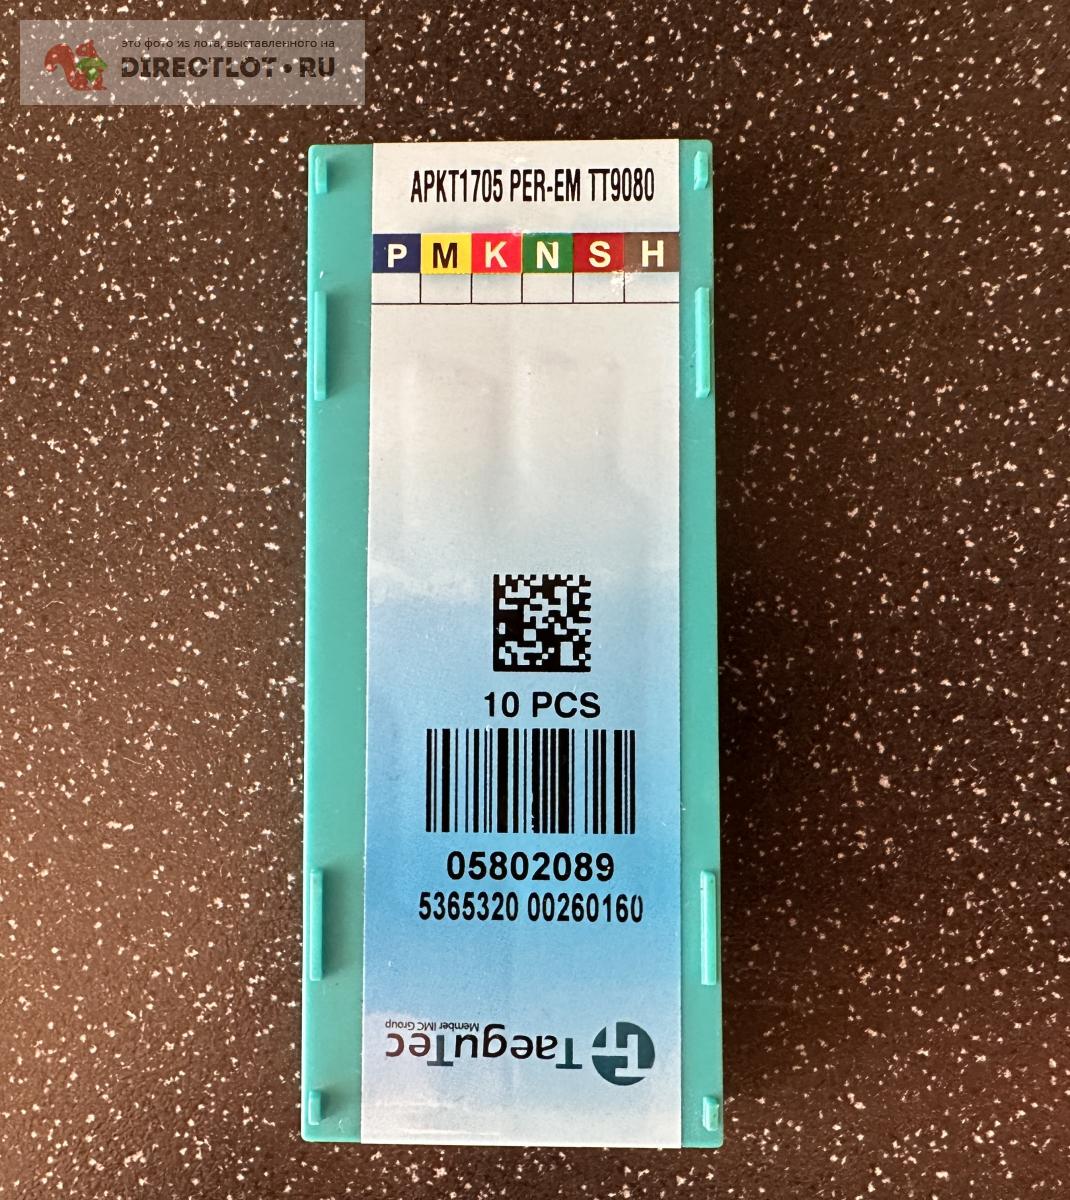 это фото из лота, выставленного на
DIRECTLOT.RU
APKT1705 PER-EM TT9080
P M K N S H
10 PCS
05802089
5365320 00260160
TaeguTec
Member IMC Group